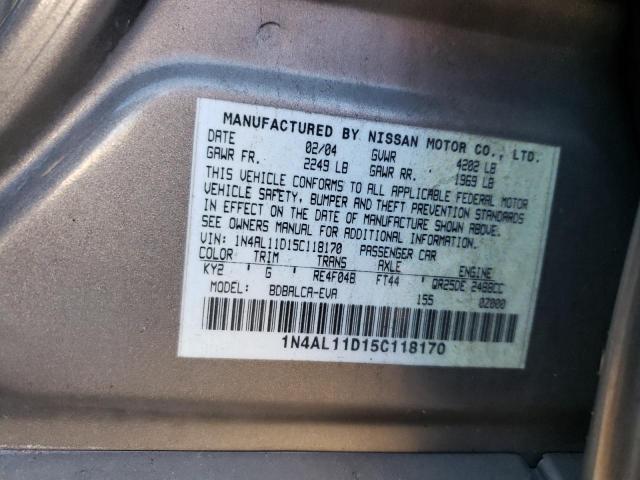 MANUFACTURED BY NISSAN MOTOR CO., LTD.
DATE 02/04 GVWR 4202 LB
GAWR FR. 2249 LB GAWR RR. 1969 LB
THIS VEHICLE CONFORMS TO ALL APPLICABLE FEDERAL MOTOR
VEHICLE SAFETY, BUMPER AND THEFT PREVENTION STANDARDS
IN EFFECT ON THE DATE OF MANUFACTURE SHOWN ABOVE.
SEE OWNERS MANUAL FOR ADDITIONAL INFORMATION.
VIN: 1N4AL11D15C118170 PASSENGER CAR
COLOR TRIM TRANS AXLE ENGINE
KY2 G RE4F04B FT44 QR25DE 2488CC
MODEL: BDBALCA-EVA 155 02000
1N4AL11D15C118170